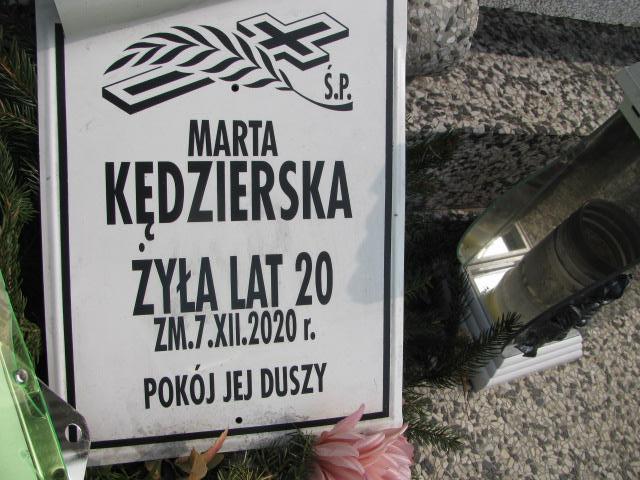 Ś.P.
MARTA
KĘDZIERSKA
ŻYŁA LAT 20
ZM.7.XII.2020 r.
POKÓJ JEJ DUSZY